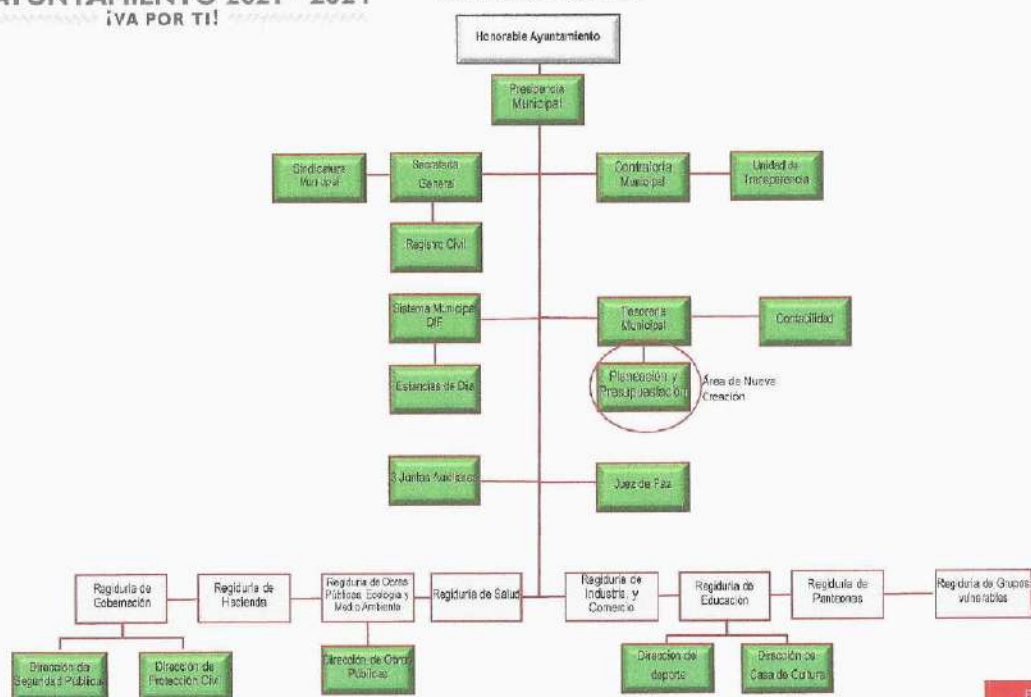 AYUNTAMIENTO 2021 - 2024
¡VA POR TI!
Honorable Ayuntamiento
Presidencia
Municipal
Sindicatura
Municipal
Secretaría
General
Contraloría
Municipal
Unidad de
Transparencia
Registro Civil
Sistema Municipal
DIF
Tesorería
Municipal
Contabilidad
Estancias de Día
Planeación y
Presupuestación
Área de Nueva
Creación
3 Juntas Auxiliares
Juez de Paz
Regiduría de
Gobernación
Regiduría de
Hacienda
Regiduría de Obras
Públicas, Ecología y
Medio Ambiente
Regiduría de Salud
Regiduría de
Industria, y
Comercio
Regiduría de
Educación
Regiduría de
Panteones
Regiduría de Grupos
vulnerables
Dirección de
Seguridad Pública
Dirección de
Protección Civil
Dirección de Obras
Públicas
Dirección del
deporte
Dirección de
Casa de Cultura